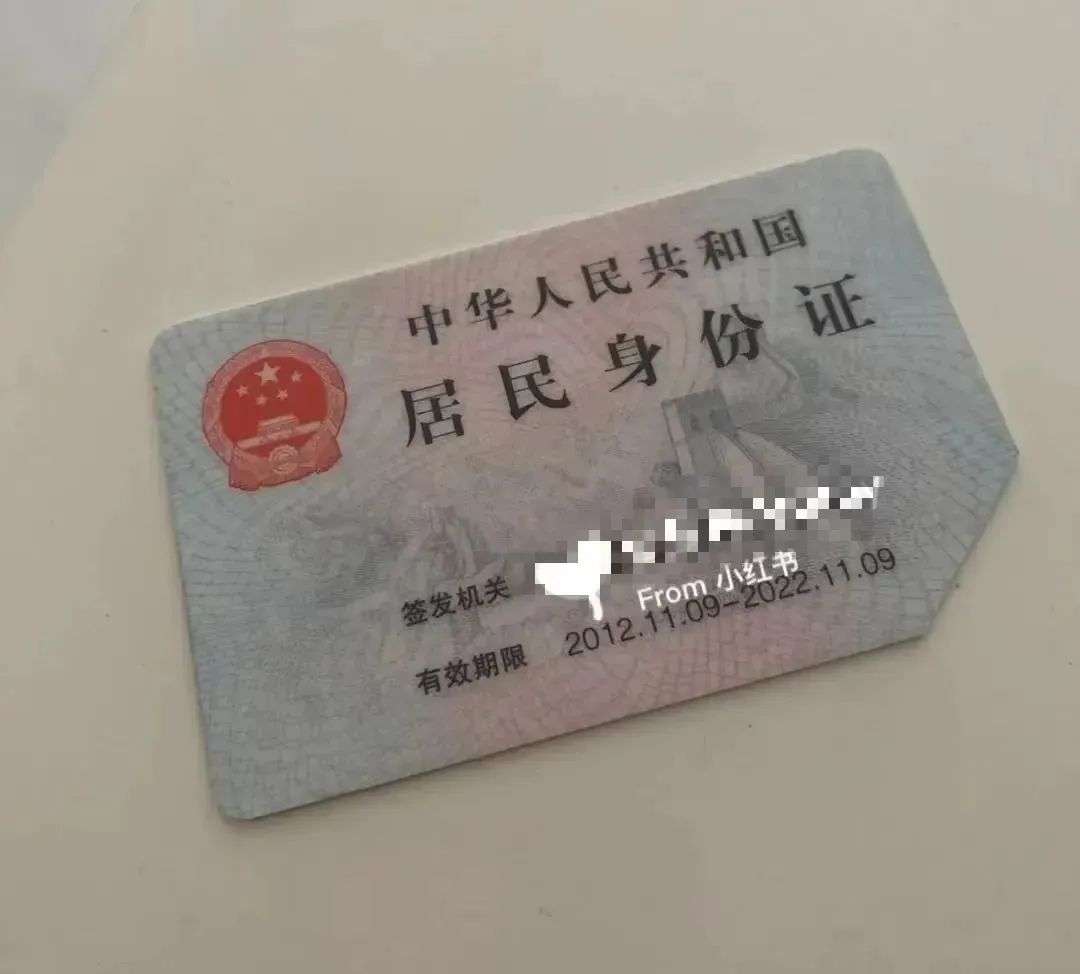 中华人民共和国
居民身份证
签发机关
From 小红书
有效期限 2012.11.09-2022.11.09